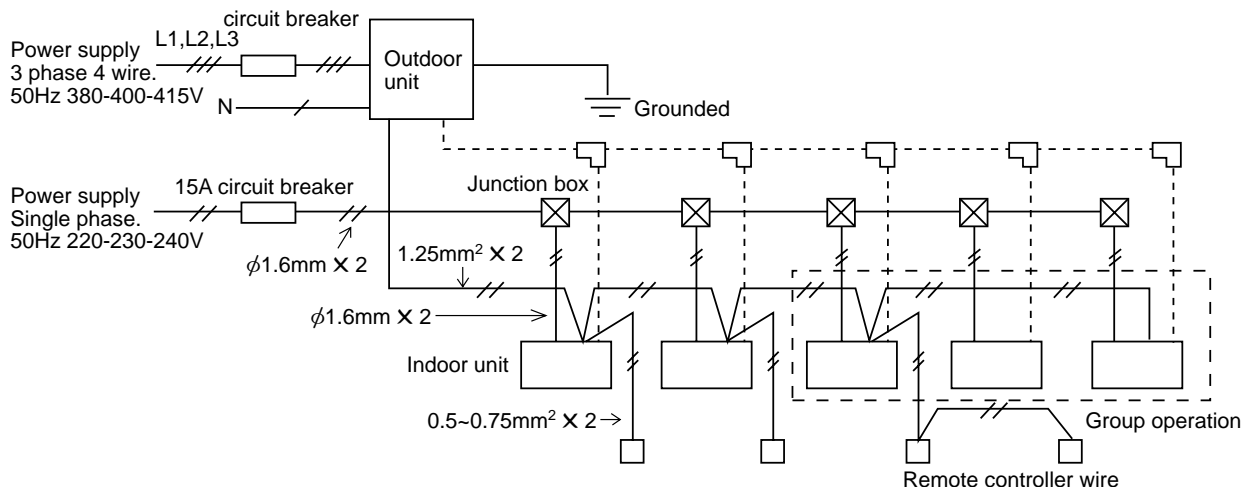 circuit breaker
L1,L2,L3
Power supply
3 phase 4 wire.
50Hz 380-400-415V
Outdoor
unit
N
Grounded
Power supply
Single phase.
50Hz 220-230-240V
15A circuit breaker
Junction box
ϕ1.6mm × 2
1.25mm² × 2
ϕ1.6mm × 2
Indoor unit
0.5~0.75mm² × 2
Group operation
Remote controller wire